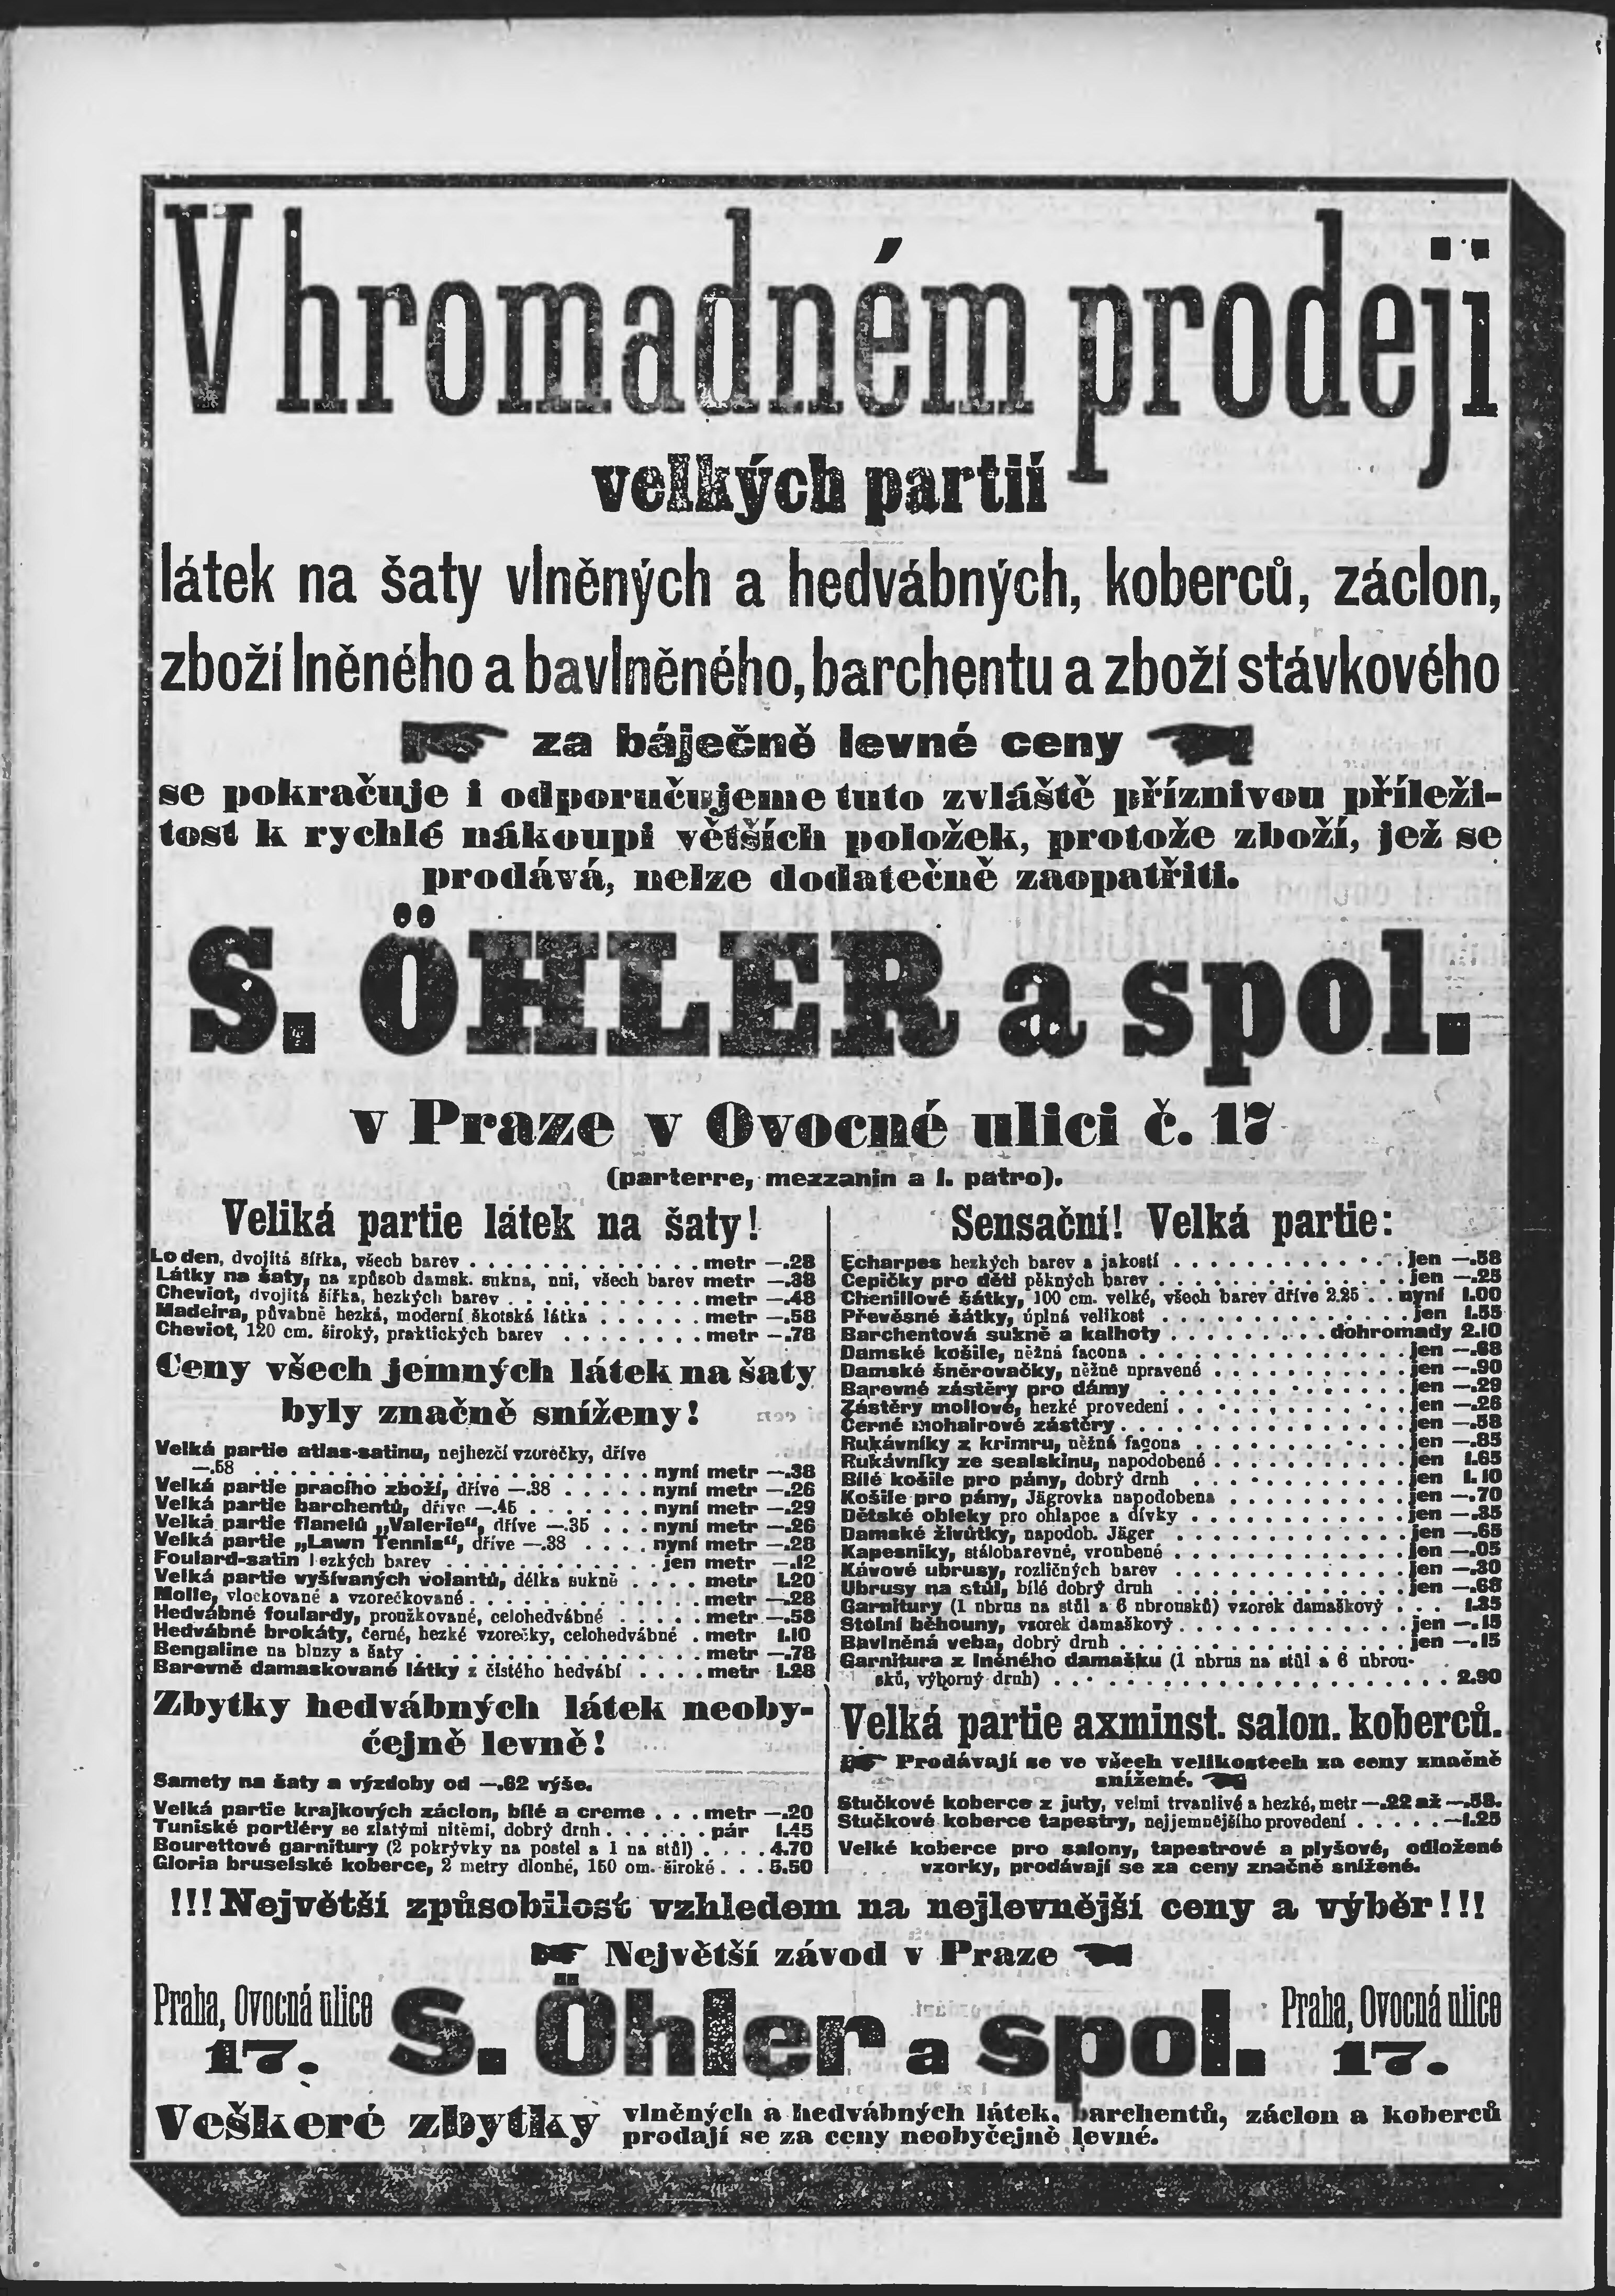 V hromadném prodeji
velkých partií
látek na šaty vlněných a hedvábných, koberců, záclon,
zboží lněného a bavlněného, barchentu a zboží stávkového
za báječně levné ceny
se pokračuje i odporučujeme tuto zvláště příznivou příleži-
tost k rychlé nákoupi větších položek, protože zboží, jež se
prodává, nelze dodatečně zaopatřiti.
S. ÖHLER a spol.
v Praze v Ovocné ulici č. 17
(parterre, mezzanin a I. patro).
Veliká partie látek na šaty!
Loden, dvojitá šířka, všech barev . . . metr —.28
Látky na šaty, na způsob damsk. sukna, uni, všech barev metr —.38
Cheviot, dvojitá šířka, hezkých barev . . . metr —.48
Madeira, půvabně hezká, moderní škotská látka . . . metr —.58
Cheviot, 120 cm. široký, praktických barev . . . metr —.78
Ceny všech jemných látek na šaty
byly značně sníženy!
Velká partie atlas-satinu, nejhezčí vzorečky, dříve
—.58 . . . nyní metr —.38
Velká partie pracího zboží, dříve —.38 . . . nyní metr —.26
Velká partie barchentů, dříve —.45 . . . nyní metr —.29
Velká partie flanelů „Valerie“, dříve —.35 . . . nyní metr —.26
Velká partie „Lawn Tennis“, dříve —.38 . . . nyní metr —.28
Foulard-satin hezkých barev . . . jen metr —.12
Velká partie vyšívaných volantů, délka sukně . . . metr 1.20
Molle, vločkované a vzorečkované . . . metr —.28
Hedvábné foulardy, proužkované, celohedvábné . . . metr —.58
Hedvábné brokáty, černé, hezké vzorečky, celohedvábné . metr 1.10
Bengaline na bluzy a šaty . . . metr —.78
Barevně damaskované látky z čistého hedvábí . . . metr 1.28
Zbytky hedvábných látek neoby-
čejně levně!
Samety na šaty a výzdoby od —.62 výše.
Velká partie krajkových záclon, bílé a creme . . . metr —.20
Tuniské portiéry se zlatými nitěmi, dobrý druh . . . pár 1.45
Bourettové garnitury (2 pokrývky na postel a 1 na stůl) . . . 4.70
Gloria bruselské koberce, 2 metry dlouhé, 150 cm. široké . . . 5.50
Sensační! Velká partie:
Echarpes hezkých barev a jakostí . . . jen —.58
Čepičky pro děti pěkných barev . . . jen —.25
Chenillové šátky, 100 cm. velké, všech barev dříve 2.25 . . nyní 1.00
Převěsné šátky, úplná velikost . . . jen 1.55
Barchentová sukně a kalhoty . . . dohromady 2.10
Damské košile, něžná facona . . . jen —.68
Damské šněrovačky, něžně upravené . . . jen —.90
Barevné zástěry pro dámy . . . jen —.29
Zástěry mollové, hezké provedení . . . jen —.26
Černé mohairové zástěry . . . jen —.58
Rukávníky z krimru, něžná façona . . . jen —.85
Rukávníky ze sealskinu, napodobené . . . jen 1.65
Bílé košile pro pány, dobrý druh . . . jen 1.10
Košile pro pány, Jägrovka napodobena . . . jen —.70
Dětské obleky pro chlapce a dívky . . . jen —.35
Damské živůtky, napodob. Jäger . . . jen —.65
Kapesníky, stálobarevné, vroubené . . . jen —.05
Kávové ubrusy, rozličných barev . . . jen —.30
Ubrusy na stůl, bílé dobrý druh . . . jen —.68
Garnitury (1 ubrus na stůl a 6 ubrousků) vzorek damaškový . . . 1.35
Stolní běhouny, vzorek damaškový . . . jen —.15
Bavlněná veba, dobrý druh . . . jen —.15
Garnitura z lněného damašku (1 ubrus na stůl a 6 ubrou-
sků, výborný druh) . . . 2.90
Velká partie axminst. salon. koberců.
Prodávají se ve všech velikostech za ceny značně
snížené.
Stučkové koberce z juty, velmi trvanlivé a hezké, metr —.22 až —.58.
Stučkové koberce tapestry, nejjemnějšího provedení . . . —1.25
Velké koberce pro salony, tapestrové a plyšové, odložené
vzorky, prodávají se za ceny značně snížené.
!!! Největší způsobilost vzhledem na nejlevnější ceny a výběr !!!
Největší závod v Praze
Praha, Ovocná ulice
17.
S. Öhler a spol.
Praha, Ovocná ulice
17.
Veškeré zbytky vlněných a hedvábných látek, barchentů, záclon a koberců
prodají se za ceny neobyčejně levné.